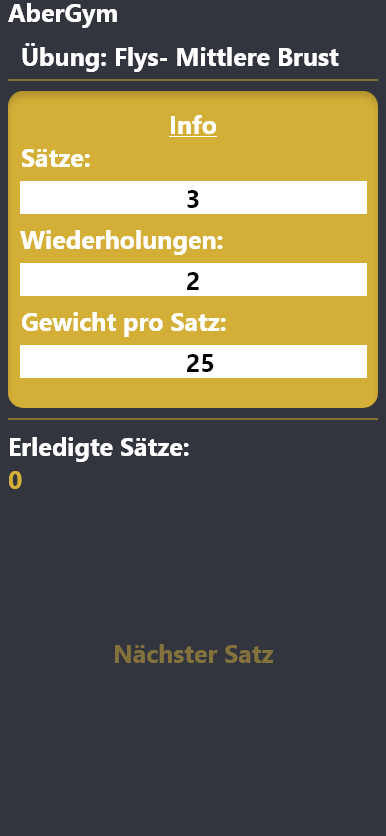 AberGym
Übung: Flys- Mittlere Brust
Info
Sätze:
3
Wiederholungen:
2
Gewicht pro Satz:
25
Erledigte Sätze:
0
Nächster Satz